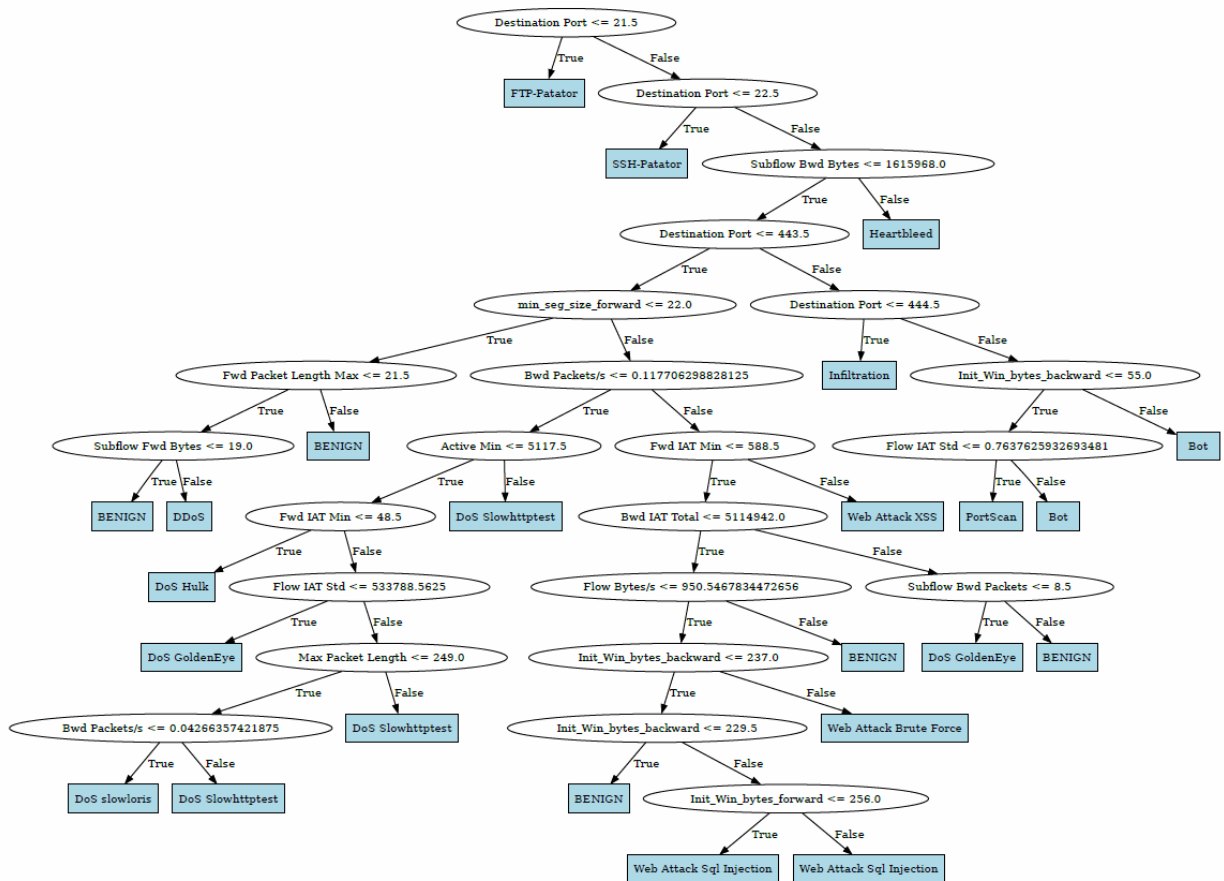 Destination Port <= 21.5
True
False
FTP-Patator
Destination Port <= 22.5
True
False
SSH-Patator
Subflow Bwd Bytes <= 1615968.0
True
False
Destination Port <= 443.5
Heartbleed
True
False
min_seg_size_forward <= 22.0
Destination Port <= 444.5
True
False
True
False
Fwd Packet Length Max <= 21.5
Bwd Packets/s <= 0.117706298828125
Infiltration
Init_Win_bytes_backward <= 55.0
True
False
True
False
True
False
Subflow Fwd Bytes <= 19.0
BENIGN
Active Min <= 5117.5
Fwd IAT Min <= 588.5
Flow IAT Std <= 0.7637625932693481
Bot
True
False
True
False
True
False
True
False
BENIGN
DDoS
Fwd IAT Min <= 48.5
DoS Slowhttptest
Bwd IAT Total <= 5114942.0
Web Attack XSS
PortScan
Bot
True
False
True
False
DoS Hulk
Flow IAT Std <= 533788.5625
Flow Bytes/s <= 950.5467834472656
Subflow Bwd Packets <= 8.5
True
False
True
False
True
False
DoS GoldenEye
Max Packet Length <= 249.0
Init_Win_bytes_backward <= 237.0
BENIGN
DoS GoldenEye
BENIGN
True
False
True
False
Bwd Packets/s <= 0.04266357421875
DoS Slowhttptest
Init_Win_bytes_backward <= 229.5
Web Attack Brute Force
True
False
True
False
DoS slowloris
DoS Slowhttptest
BENIGN
Init_Win_bytes_forward <= 256.0
True
False
Web Attack Sql Injection
Web Attack Sql Injection